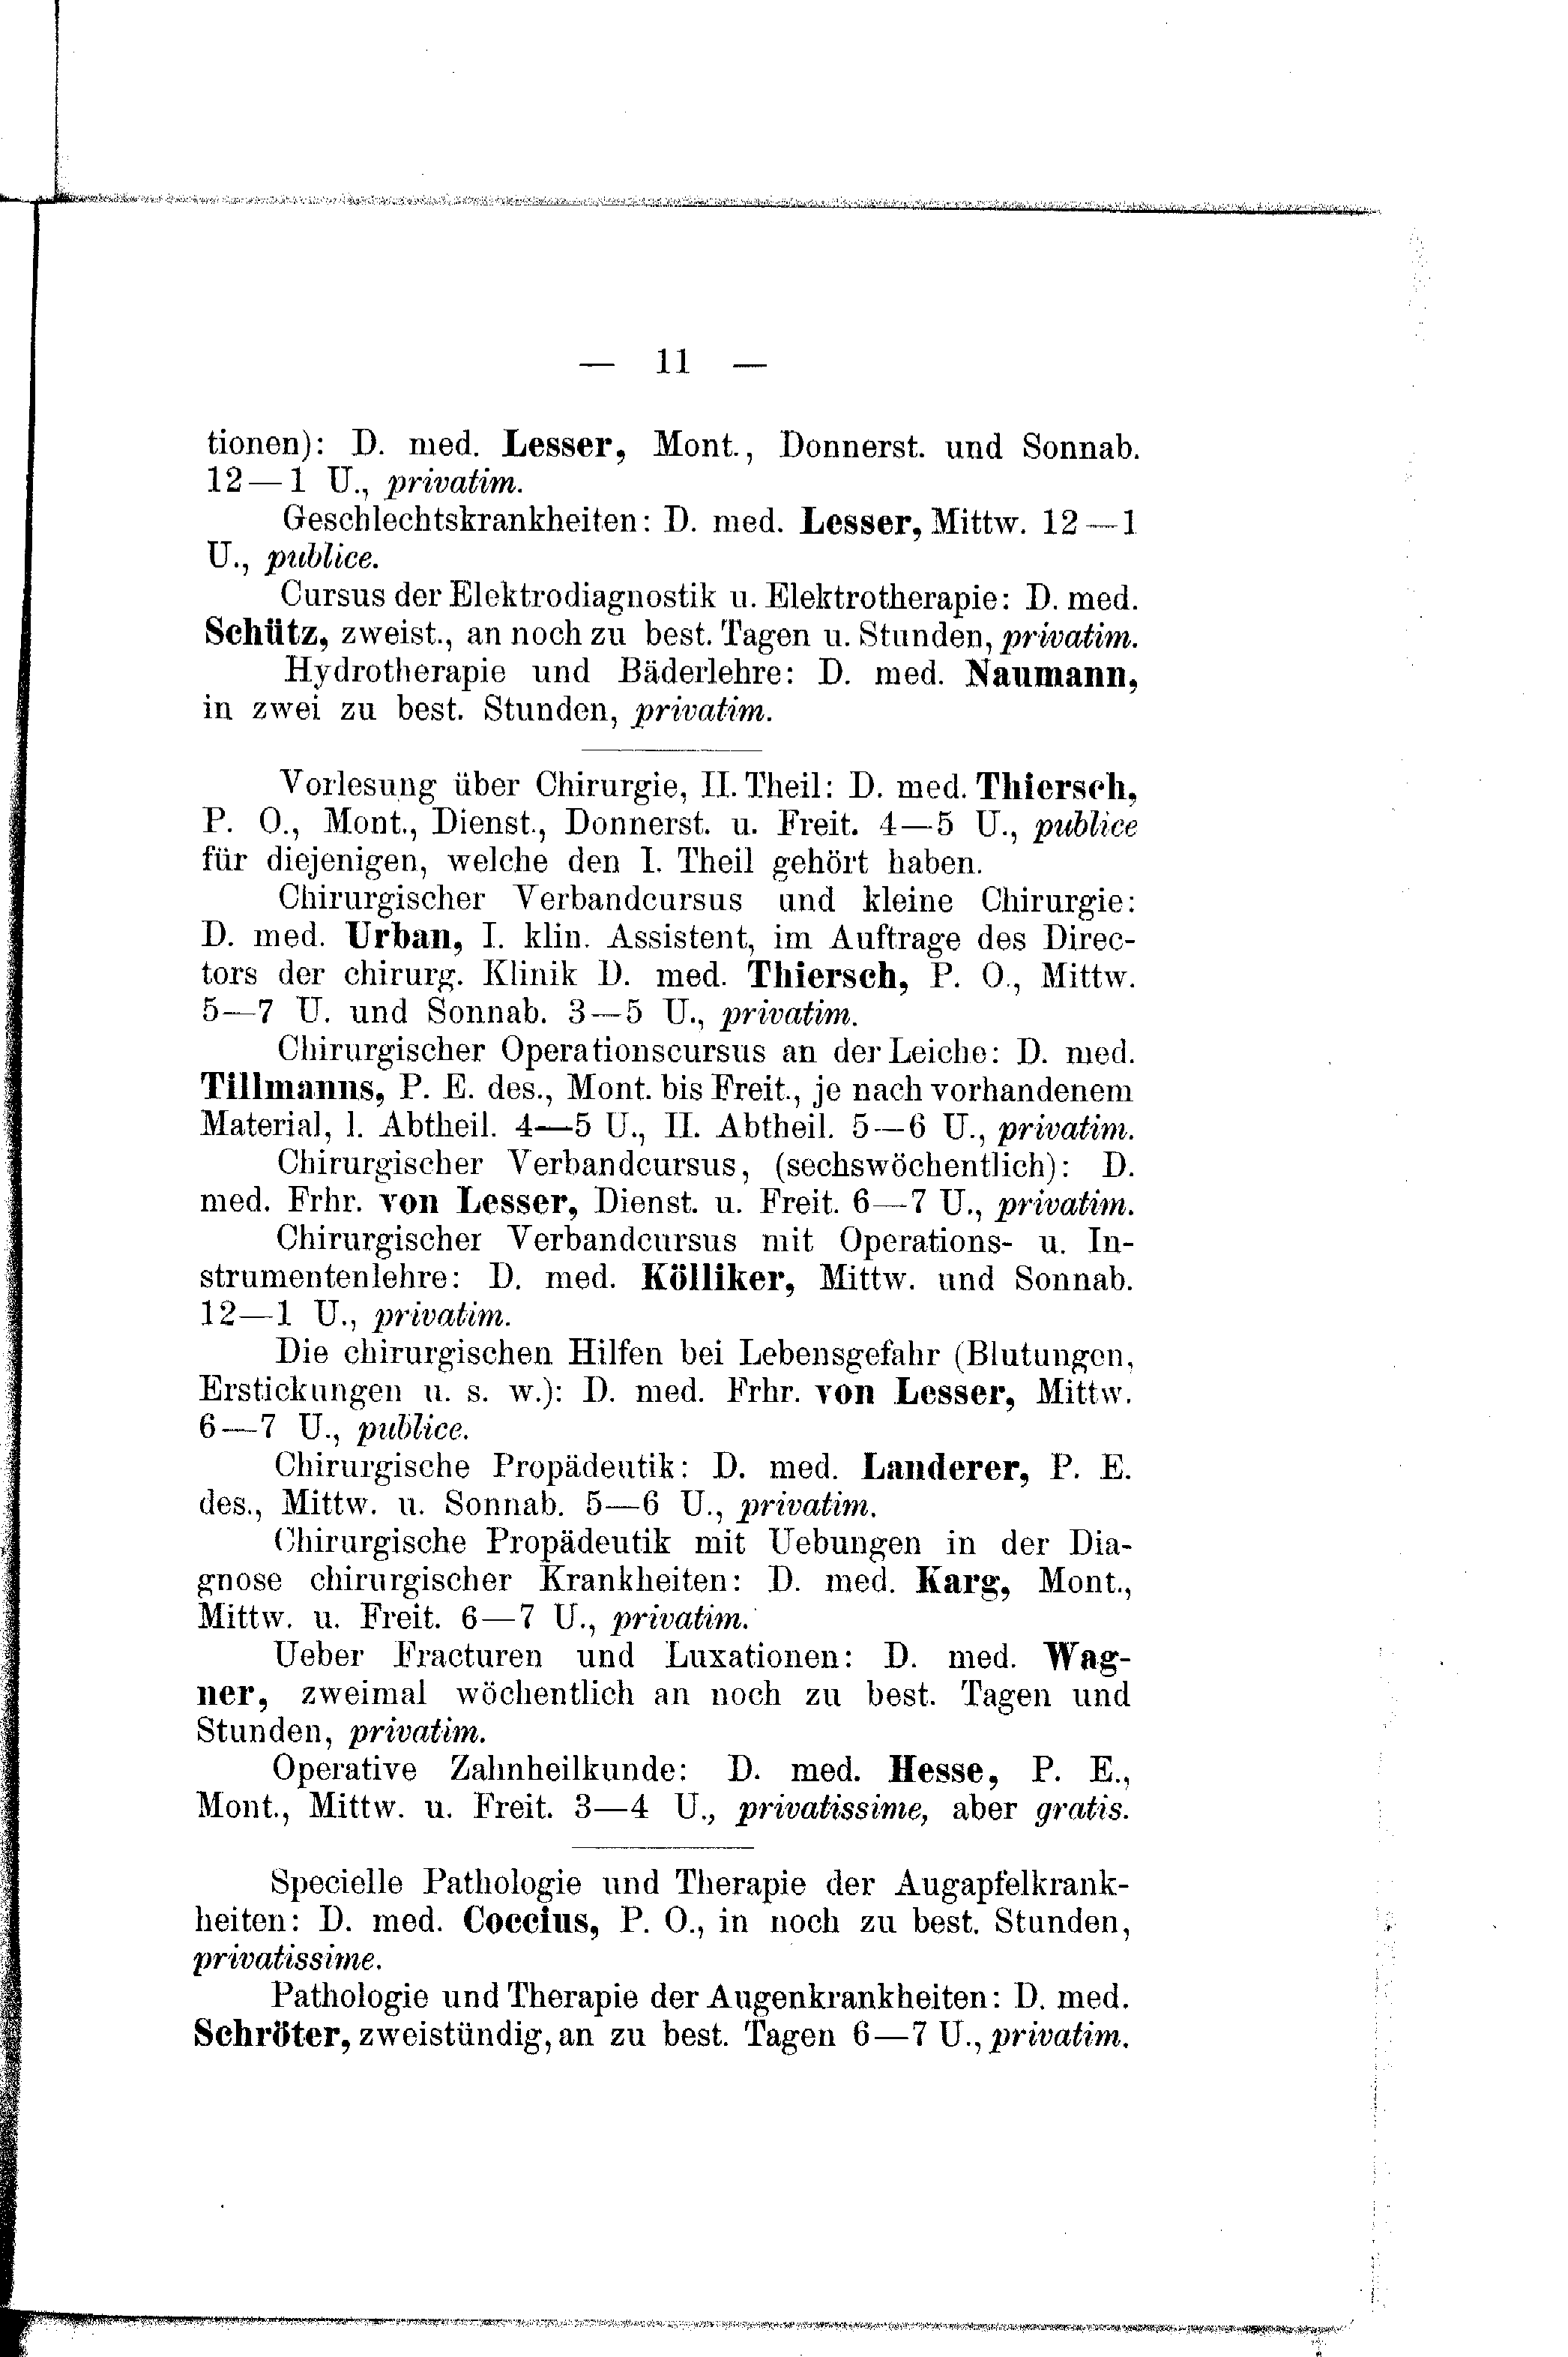 — 11 —
tionen): D. med. Lesser, Mont., Donnerst. und Sonnab.
12—1 U., privatim.
Geschlechtskrankheiten: D. med. Lesser, Mittw. 12—1
U., publice.
Cursus der Elektrodiagnostik u. Elektrotherapie: D. med.
Schütz, zweist., an noch zu best. Tagen u. Stunden, privatim.
Hydrotherapie und Bäderlehre: D. med. Naumann,
in zwei zu best. Stunden, privatim.
Vorlesung über Chirurgie, II. Theil: D. med. Thiersch,
P. O., Mont., Dienst., Donnerst. u. Freit. 4—5 U., publice
für diejenigen, welche den I. Theil gehört haben.
Chirurgischer Verbandcursus und kleine Chirurgie:
D. med. Urban, I. klin. Assistent, im Auftrage des Direc-
tors der chirurg. Klinik D. med. Thiersch, P. O., Mittw.
5—7 U. und Sonnab. 3—5 U., privatim.
Chirurgischer Operationscursus an der Leiche: D. med.
Tillmanns, P. E. des., Mont. bis Freit., je nach vorhandenem
Material, I. Abtheil. 4—5 U., II. Abtheil. 5—6 U., privatim.
Chirurgischer Verbandcursus, (sechswöchentlich): D.
med. Frhr. von Lesser, Dienst. u. Freit. 6—7 U., privatim.
Chirurgischer Verbandcursus mit Operations- u. In-
strumentenlehre: D. med. Kölliker, Mittw. und Sonnab.
12—1 U., privatim.
Die chirurgischen Hilfen bei Lebensgefahr (Blutungen,
Erstickungen u. s. w.): D. med. Frhr. von Lesser, Mittw.
6—7 U., publice.
Chirurgische Propädeutik: D. med. Landerer, P. E.
des., Mittw. u. Sonnab. 5—6 U., privatim.
Chirurgische Propädeutik mit Uebungen in der Dia-
gnose chirurgischer Krankheiten: D. med. Karg, Mont.,
Mittw. u. Freit. 6—7 U., privatim.
Ueber Fracturen und Luxationen: D. med. Wag-
ner, zweimal wöchentlich an noch zu best. Tagen und
Stunden, privatim.
Operative Zahnheilkunde: D. med. Hesse, P. E.,
Mont., Mittw. u. Freit. 3—4 U., privatissime, aber gratis.
Specielle Pathologie und Therapie der Augapfelkrank-
heiten: D. med. Coccius, P. O., in noch zu best. Stunden,
privatissime.
Pathologie und Therapie der Augenkrankheiten: D. med.
Schröter, zweistündig, an zu best. Tagen 6—7 U., privatim.